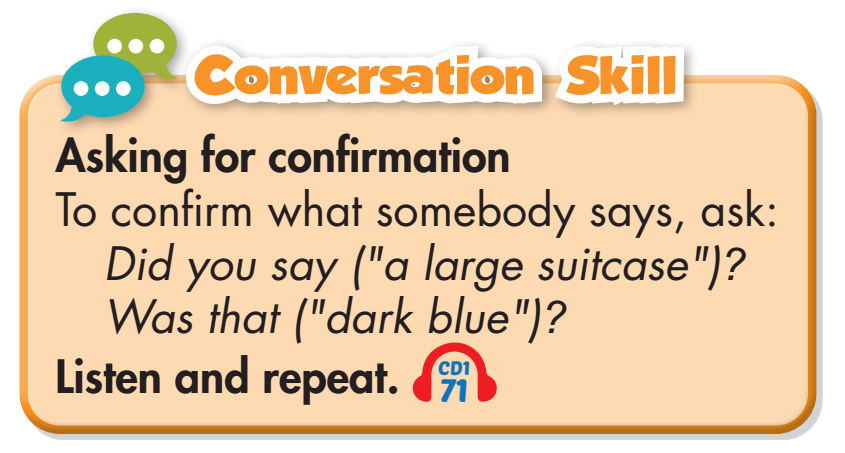 Conversation Skill
Asking for confirmation
To confirm what somebody says, ask:
Did you say ("a large suitcase")?
Was that ("dark blue")?
Listen and repeat. CD1 71